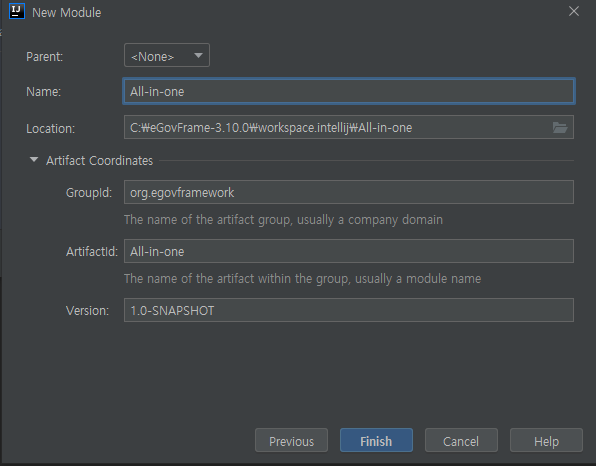 New Module
Parent: <None>
Name: All-in-one
Location: C:₩eGovFrame-3.10.0₩workspace.intellij₩All-in-one
Artifact Coordinates
GroupId: org.egovframework
The name of the artifact group, usually a company domain
ArtifactId: All-in-one
The name of the artifact within the group, usually a module name
Version: 1.0-SNAPSHOT
Previous Finish Cancel Help